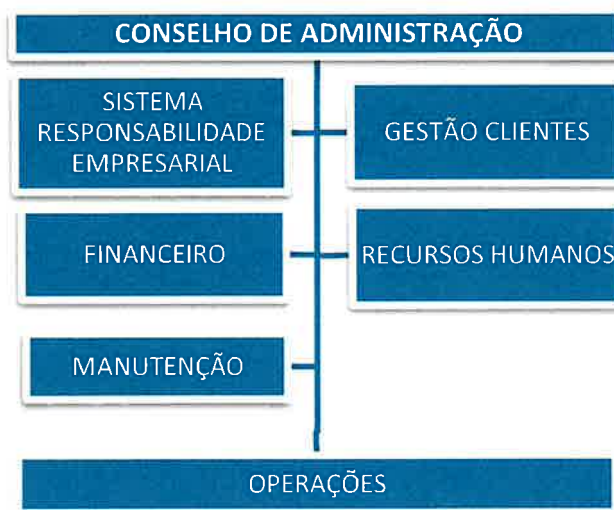 CONSELHO DE ADMINISTRAÇÃO
SISTEMA
RESPONSABILIDADE
EMPRESARIAL
GESTÃO CLIENTES
FINANCEIRO
RECURSOS HUMANOS
MANUTENÇÃO
OPERAÇÕES